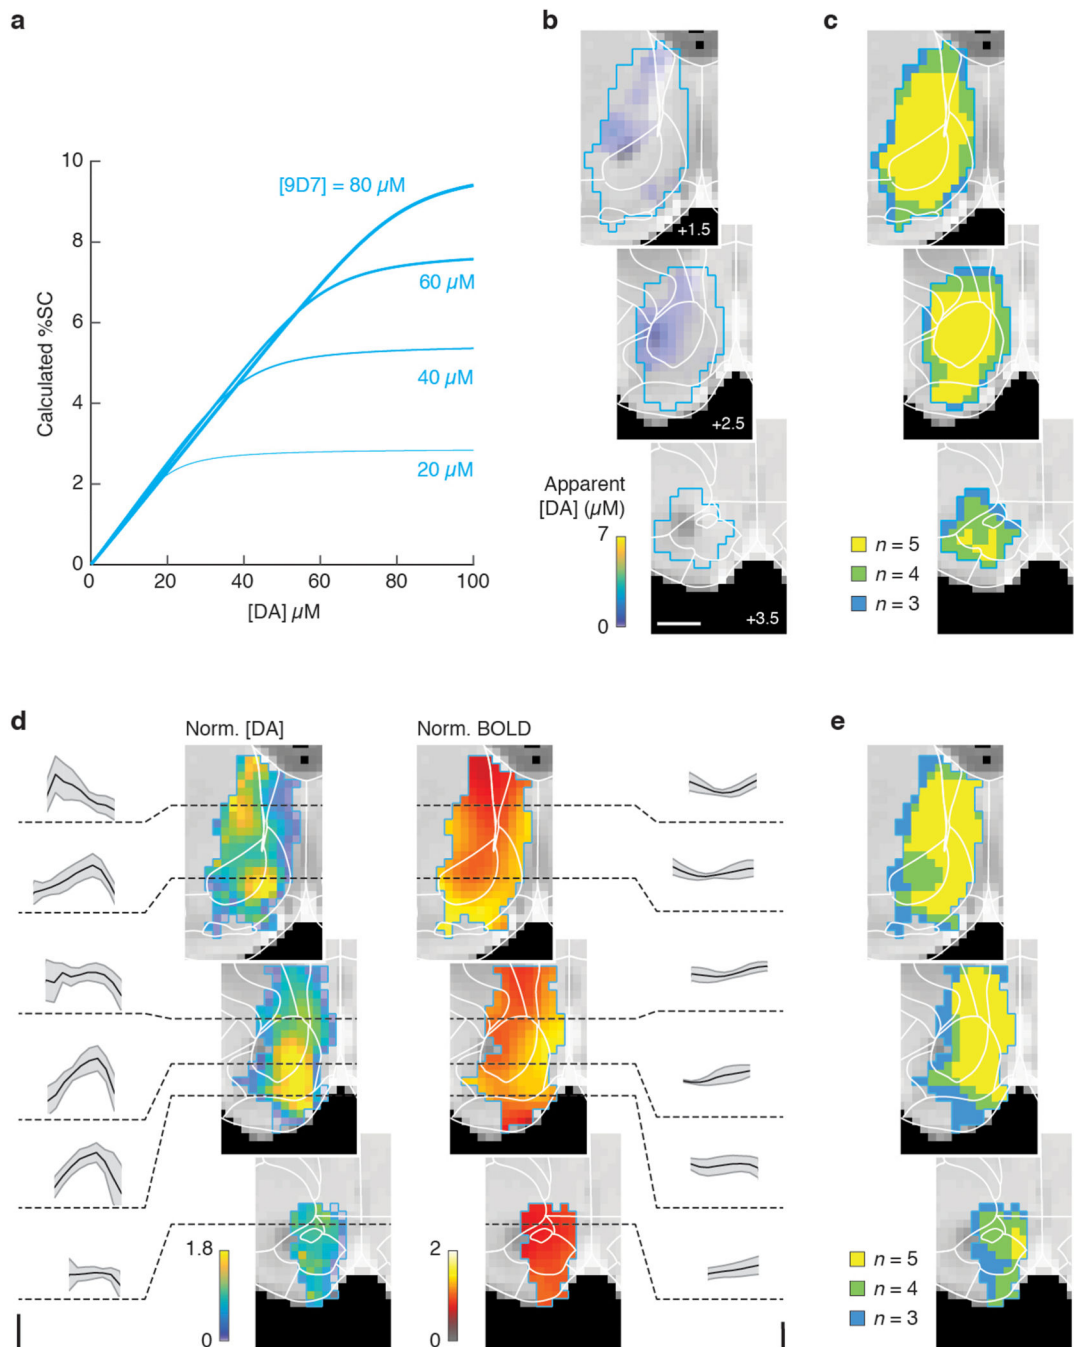 a
b
c
10
8
6
4
2
0
Calculated %SC
[9D7] = 80 µM
60 µM
40 µM
20 µM
0
20
40
60
80
100
[DA] µM
+1.5
+2.5
+3.5
Apparent
[DA] (µM)
7
0
n = 5
n = 4
n = 3
d
Norm. [DA]
Norm. BOLD
e
1.8
0
2
0
n = 5
n = 4
n = 3